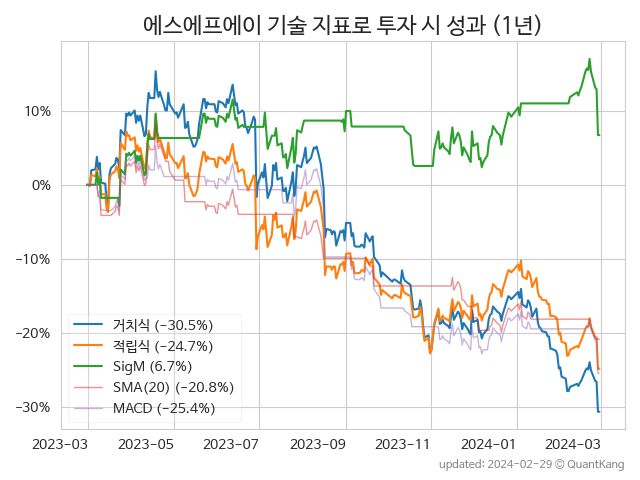 에스에프에이 기술 지표로 투자 시 성과 (1년)
10%
0%
−10%
−20%
−30%
거치식 (−30.5%)
적립식 (−24.7%)
SigM (6.7%)
SMA(20) (−20.8%)
MACD (−25.4%)
2023−03 2023−05 2023−07 2023−09 2023−11 2024−01 2024−03
updated: 2024−02−29 © QuantKang